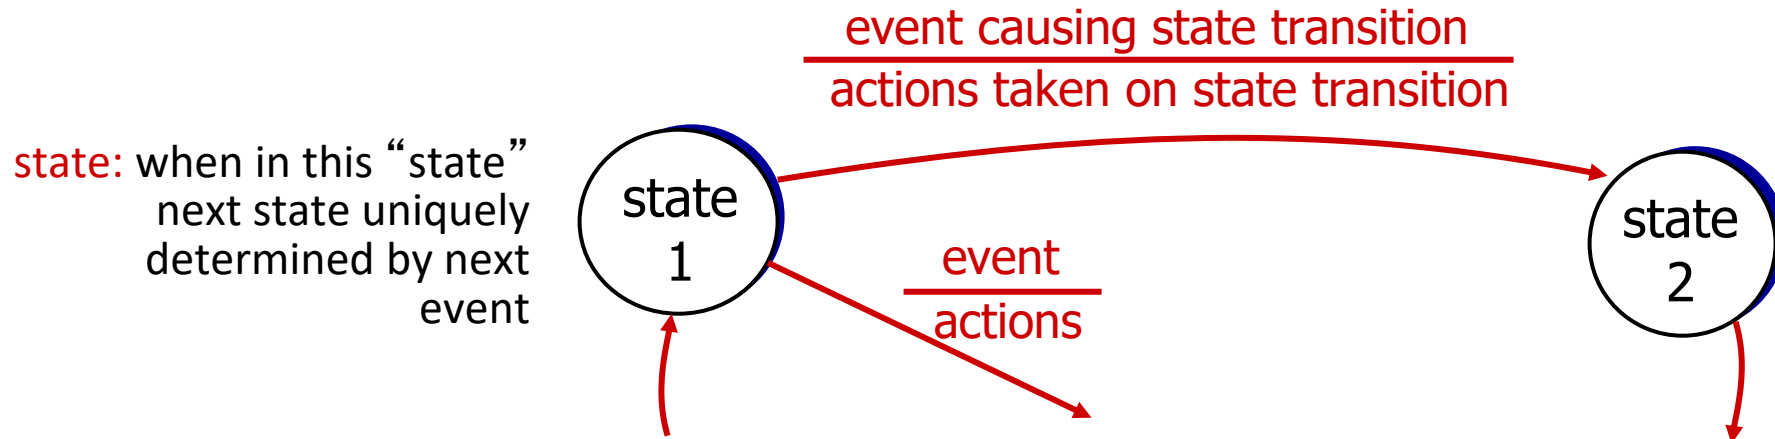 event causing state transition
actions taken on state transition
state: when in this “state”
next state uniquely
determined by next
event
state
1
event
actions
state
2